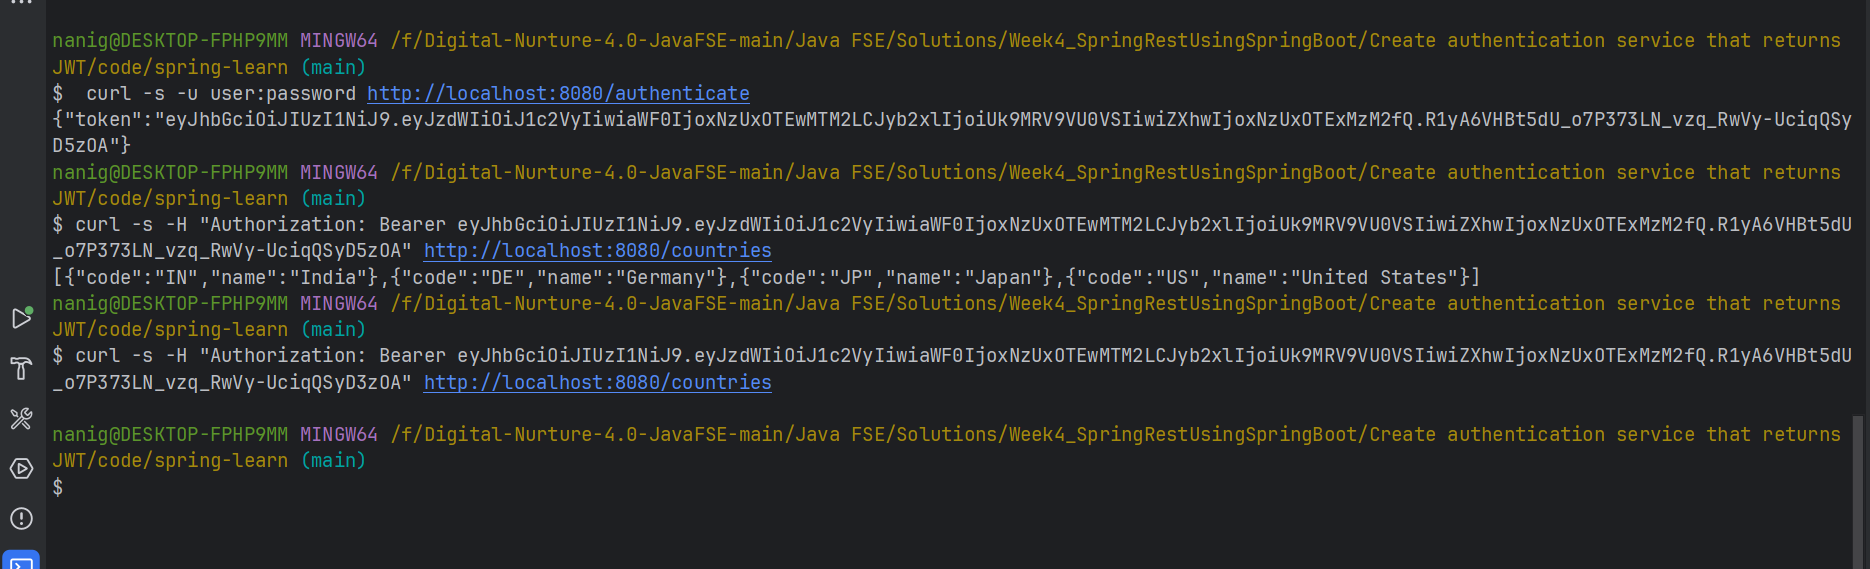 nanig@DESKTOP-FPHP9MM MINGW64 /f/Digital-Nurture-4.0-JavaFSE-main/Java FSE/Solutions/Week4_SpringRestUsingSpringBoot/Create authentication service that returns
JWT/code/spring-learn (main)
$  curl -s -u user:password http://localhost:8080/authenticate
{"token":"eyJhbGciOiJIUzI1NiJ9.eyJzdWIiOiJ1c2VyIiwiaWF0IjoxNzUxOTEwMTM2LCJyb2xlIjoiUk9MRV9VU0VSIiwiZXhwIjoxNzUxOTExMzM2fQ.R1yA6VHBt5dU_o7P373LN_vzq_RwVy-UciqQSy
D5zOA"}
nanig@DESKTOP-FPHP9MM MINGW64 /f/Digital-Nurture-4.0-JavaFSE-main/Java FSE/Solutions/Week4_SpringRestUsingSpringBoot/Create authentication service that returns
JWT/code/spring-learn (main)
$ curl -s -H "Authorization: Bearer eyJhbGciOiJIUzI1NiJ9.eyJzdWIiOiJ1c2VyIiwiaWF0IjoxNzUxOTEwMTM2LCJyb2xlIjoiUk9MRV9VU0VSIiwiZXhwIjoxNzUxOTExMzM2fQ.R1yA6VHBt5dU
_o7P373LN_vzq_RwVy-UciqQSyD5zOA" http://localhost:8080/countries
[{"code":"IN","name":"India"},{"code":"DE","name":"Germany"},{"code":"JP","name":"Japan"},{"code":"US","name":"United States"}]
nanig@DESKTOP-FPHP9MM MINGW64 /f/Digital-Nurture-4.0-JavaFSE-main/Java FSE/Solutions/Week4_SpringRestUsingSpringBoot/Create authentication service that returns
JWT/code/spring-learn (main)
$ curl -s -H "Authorization: Bearer eyJhbGciOiJIUzI1NiJ9.eyJzdWIiOiJ1c2VyIiwiaWF0IjoxNzUxOTEwMTM2LCJyb2xlIjoiUk9MRV9VU0VSIiwiZXhwIjoxNzUxOTExMzM2fQ.R1yA6VHBt5dU
_o7P373LN_vzq_RwVy-UciqQSyD3zOA" http://localhost:8080/countries
nanig@DESKTOP-FPHP9MM MINGW64 /f/Digital-Nurture-4.0-JavaFSE-main/Java FSE/Solutions/Week4_SpringRestUsingSpringBoot/Create authentication service that returns
JWT/code/spring-learn (main)
$